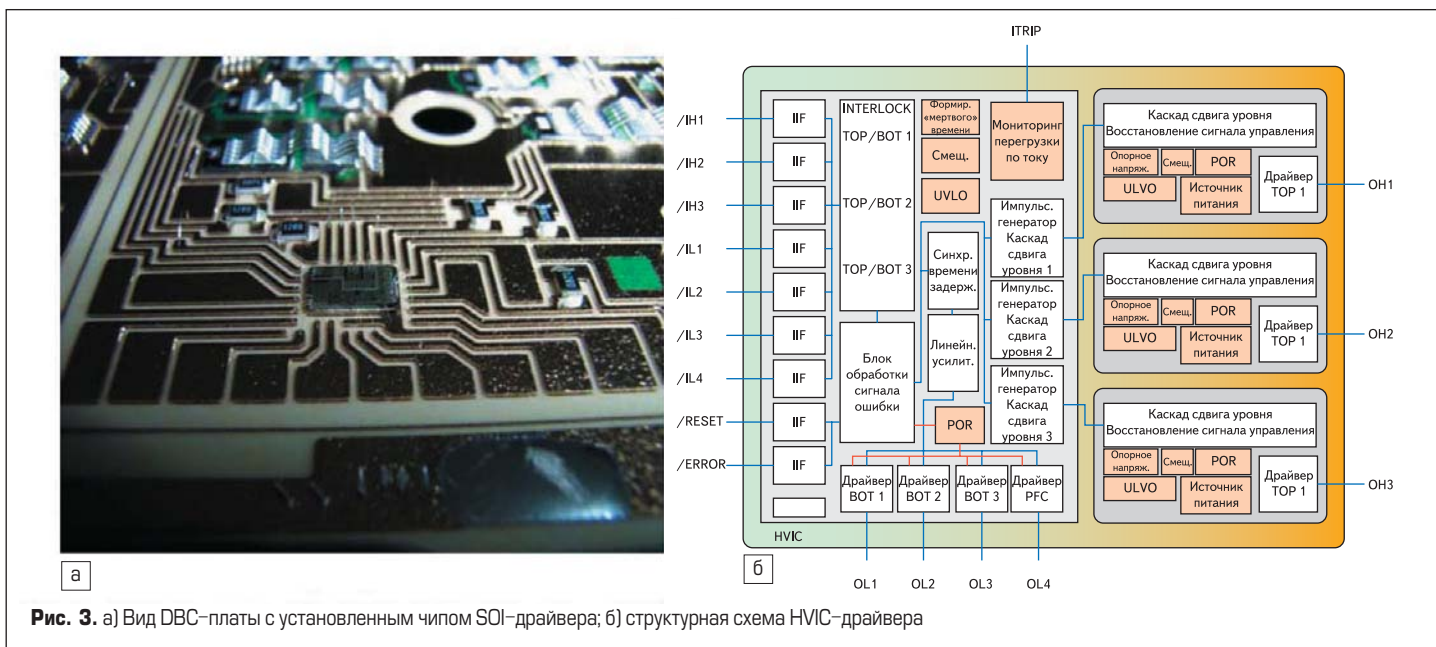 ITRIP
/IH1
/IH2
/IH3
/IL1
/IL2
/IL3
/IL4
/RESET
/ERROR
IIF
IIF
IIF
IIF
IIF
IIF
IIF
IIF
IIF
INTERLOCK
TOP/BOT 1
TOP/BOT 2
TOP/BOT 3
Блок
обработки
сигнала
ошибки
Формир.
«мертвого»
времени
Смещ.
UVLO
Синхр.
времени
задерж.
Линейн.
усилит.
POR
Мониторинг
перегрузки
по току
Импульс.
генератор
Каскад
сдвига
уровня 1
Импульс.
генератор
Каскад
сдвига
уровня 2
Импульс.
генератор
Каскад
сдвига
уровня 3
Драйвер
BOT 1
Драйвер
BOT 2
Драйвер
BOT 3
Драйвер
PFC
HVIC
OL1
OL2
OL3
OL4
Каскад сдвига уровня
Восстановление сигнала управления
Опорное
напряж.
Смещ.
POR
ULVO
Источник
питания
Драйвер
TOP 1
OH1
Каскад сдвига уровня
Восстановление сигнала управления
Опорное
напряж.
Смещ.
POR
ULVO
Источник
питания
Драйвер
TOP 1
OH2
Каскад сдвига уровня
Восстановление сигнала управления
Опорное
напряж.
Смещ.
POR
ULVO
Источник
питания
Драйвер
TOP 1
OH3
а
б
Рис. 3. а) Вид DBC–платы с установленным чипом SOI–драйвера; б) структурная схема HVIC–драйвера